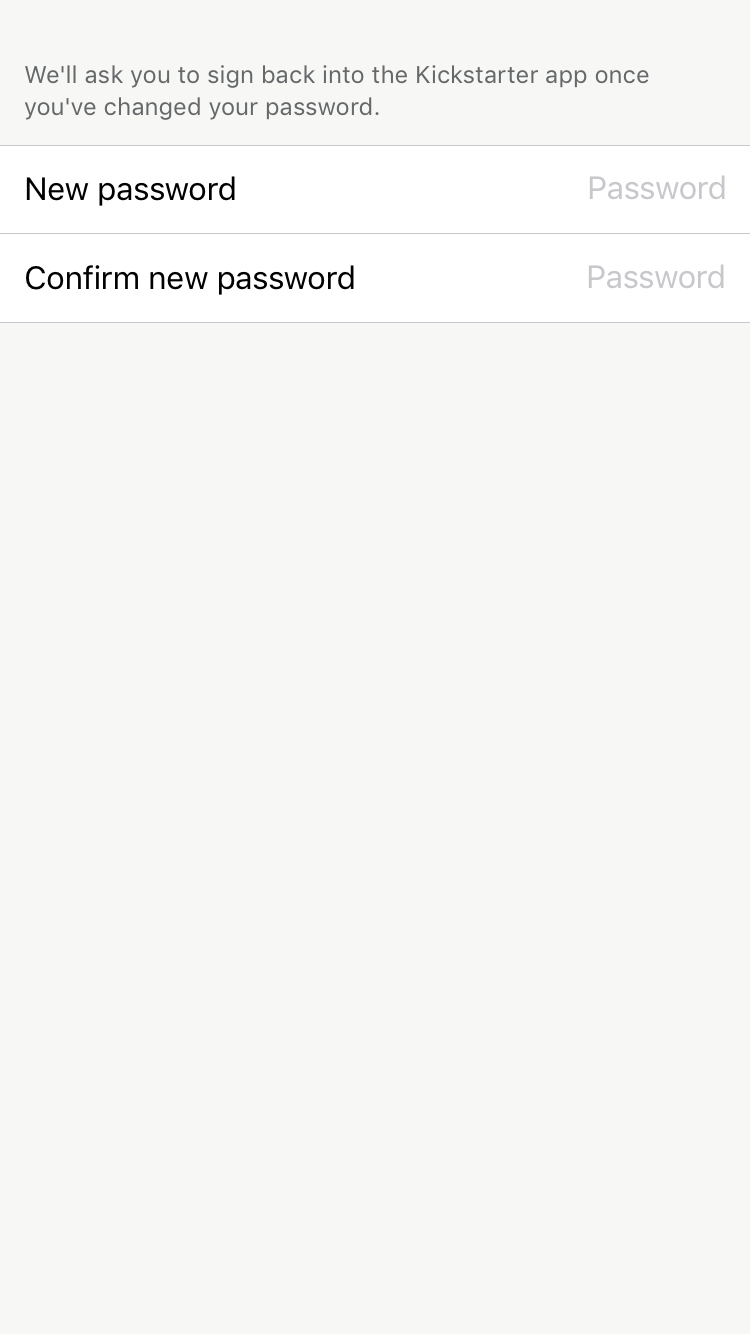 We'll ask you to sign back into the Kickstarter app once
you've changed your password.
New password Password
Confirm new password Password